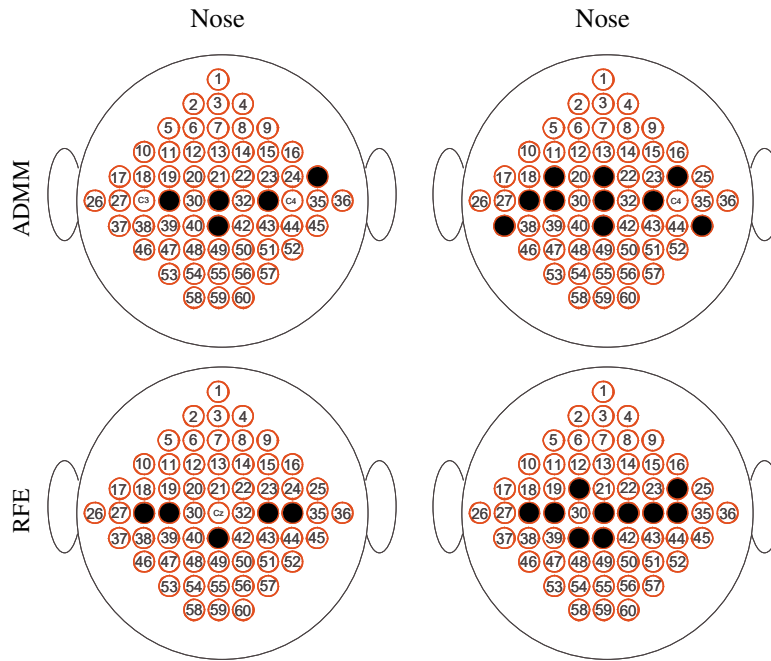 Nose
Nose
ADMM
1
2 3 4
5 6 7 8 9
10 11 12 13 14 15 16
17 18 19 20 21 22 23 24
26 27 C3 30 32 C4 35 36
37 38 39 40 42 43 44 45
46 47 48 49 50 51 52
53 54 55 56 57
58 59 60
1
2 3 4
5 6 7 8 9
10 11 12 13 14 15 16
17 18 20 22 23 25
26 27 30 32 C4 35 36
38 39 40 42 43 44
46 47 48 49 50 51 52
53 54 55 56 57
58 59 60
RFE
1
2 3 4
5 6 7 8 9
10 11 12 13 14 15 16
17 18 19 20 21 22 23 24 25
26 27 30 Cz 32 35 36
37 38 39 40 42 43 44 45
46 47 48 49 50 51 52
53 54 55 56 57
58 59 60
1
2 3 4
5 6 7 8 9
10 11 12 13 14 15 16
17 18 19 21 22 23 25
26 27 30 35 36
37 38 39 42 43 44 45
46 47 48 49 50 51 52
53 54 55 56 57
58 59 60